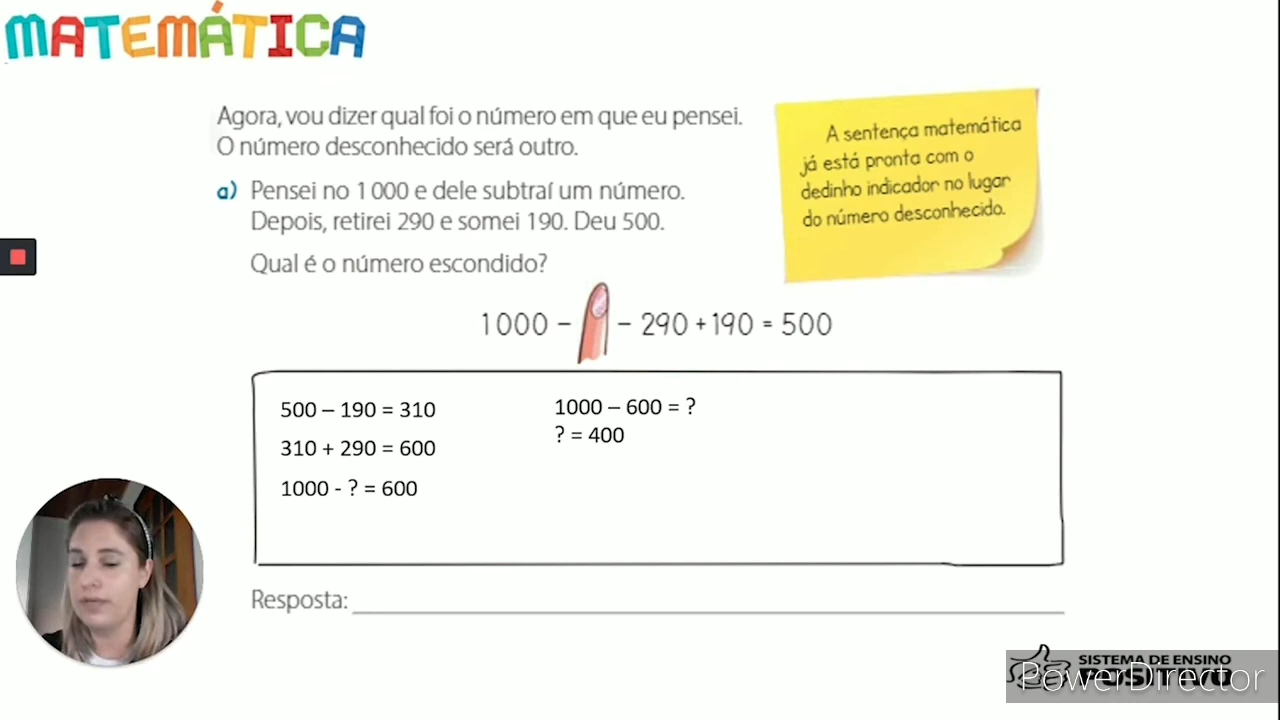 MATEMÁTICA
Agora, vou dizer qual foi o número em que eu pensei.
O número desconhecido será outro.
a) Pensei no 1 000 e dele subtraí um número.
Depois, retirei 290 e somei 190. Deu 500.
Qual é o número escondido?
A sentença matemática
já está pronta com o
dedinho indicador no lugar
do número desconhecido.
1 000 – – 290 + 190 = 500
500 – 190 = 310
310 + 290 = 600
1000 - ? = 600
1000 – 600 = ?
? = 400
Resposta:
SISTEMA DE ENSINO
POSITIVO
PowerDirector